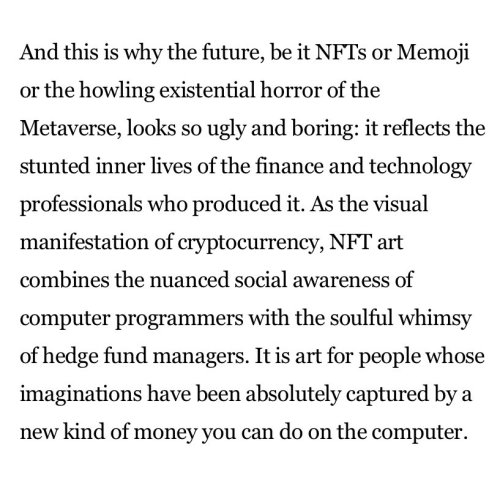 And this is why the future, be it NFTs or Memoji
or the howling existential horror of the
Metaverse, looks so ugly and boring: it reflects the
stunted inner lives of the finance and technology
professionals who produced it. As the visual
manifestation of cryptocurrency, NFT art
combines the nuanced social awareness of
computer programmers with the soulful whimsy
of hedge fund managers. It is art for people whose
imaginations have been absolutely captured by a
new kind of money you can do on the computer.